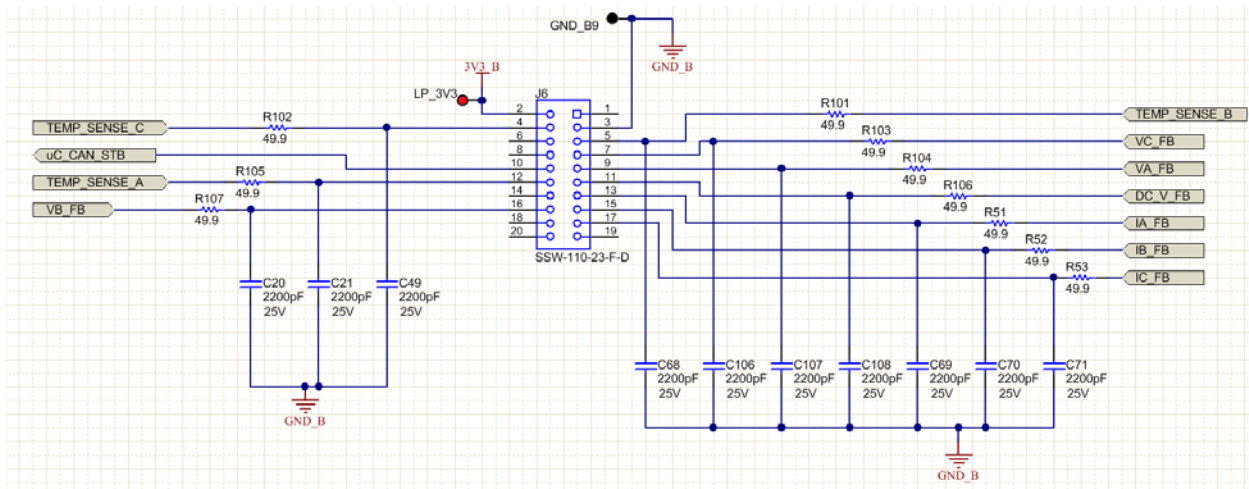 GND_B9
GND_B
3V3_B
LP_3V3
J6
2 1
4 3
6 5
8 7
10 9
12 11
14 13
16 15
18 17
20 19
SSW-110-23-F-D
TEMP_SENSE_C
R102
49.9
uC_CAN_STB
TEMP_SENSE_A
R105
49.9
VB_FB
R107
49.9
C20
2200pF
25V
C21
2200pF
25V
C49
2200pF
25V
GND_B
R101
49.9
TEMP_SENSE_B
R103
49.9
VC_FB
R104
49.9
VA_FB
R106
49.9
DC_V_FB
R51
49.9
IA_FB
R52
49.9
IB_FB
R53
49.9
IC_FB
C68
2200pF
25V
C106
2200pF
25V
C107
2200pF
25V
C108
2200pF
25V
C69
2200pF
25V
C70
2200pF
25V
C71
2200pF
25V
GND_B